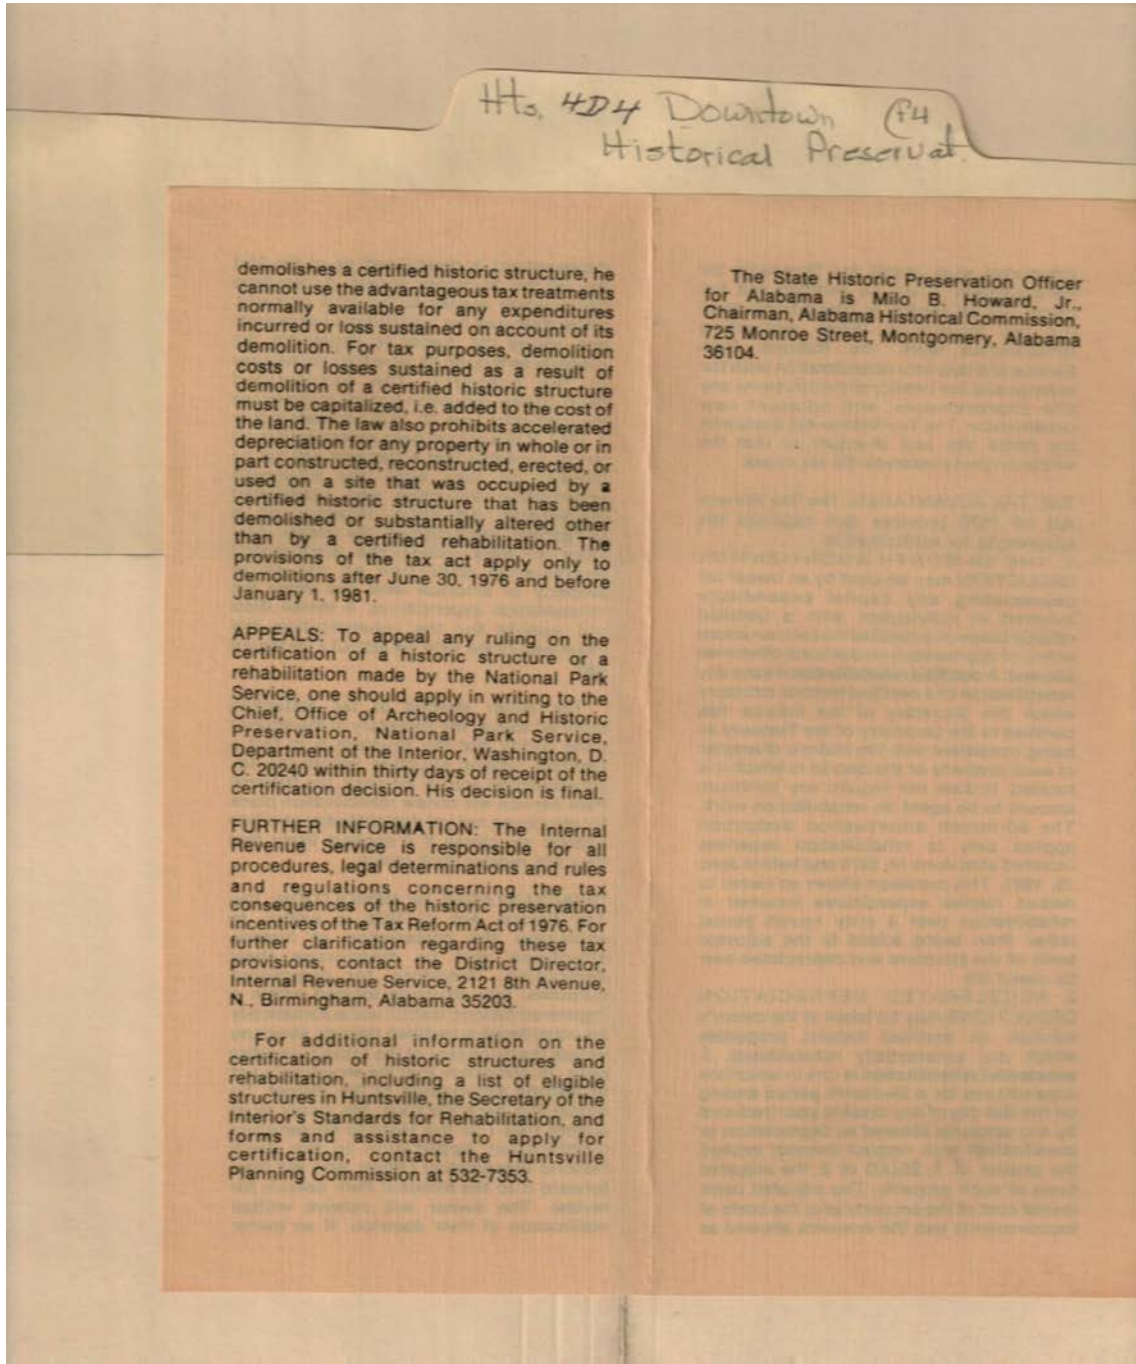 Hts. 4D4 Downtown P4
Historical Preservat.
demolishes a certified historic structure, he
cannot use the advantageous tax treatments
normally available for any expenditures
incurred or loss sustained on account of its
demolition. For tax purposes, demolition
costs or losses sustained as a result of
demolition of a certified historic structure
must be capitalized, i.e. added to the cost of
the land. The law also prohibits accelerated
depreciation for any property in whole or in
part constructed, reconstructed, erected, or
used on a site that was occupied by a
certified historic structure that has been
demolished or substantially altered other
than by a certified rehabilitation. The
provisions of the tax act apply only to
demolitions after June 30, 1976 and before
January 1, 1981.
APPEALS: To appeal any ruling on the
certification of a historic structure or a
rehabilitation made by the National Park
Service, one should apply in writing to the
Chief, Office of Archeology and Historic
Preservation, National Park Service,
Department of the Interior, Washington, D.
C. 20240 within thirty days of receipt of the
certification decision. His decision is final.
FURTHER INFORMATION: The Internal
Revenue Service is responsible for all
procedures, legal determinations and rules
and regulations concerning the tax
consequences of the historic preservation
incentives of the Tax Reform Act of 1976. For
further clarification regarding these tax
provisions, contact the District Director,
Internal Revenue Service, 2121 8th Avenue,
N., Birmingham, Alabama 35203.
For additional information on the
certification of historic structures and
rehabilitation, including a list of eligible
structures in Huntsville, the Secretary of the
Interior's Standards for Rehabilitation, and
forms and assistance to apply for
certification, contact the Huntsville
Planning Commission at 532-7353.
The State Historic Preservation Officer
for Alabama is Milo B. Howard, Jr.,
Chairman, Alabama Historical Commission,
725 Monroe Street, Montgomery, Alabama
36104.